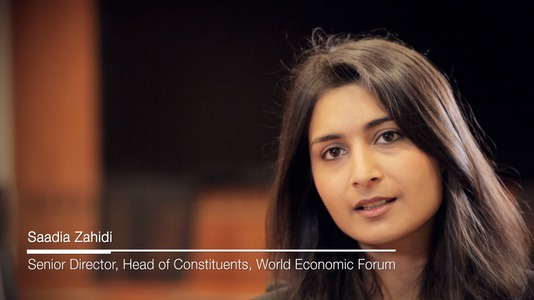 Saadia Zahidi
Senior Director, Head of Constituents, World Economic Forum